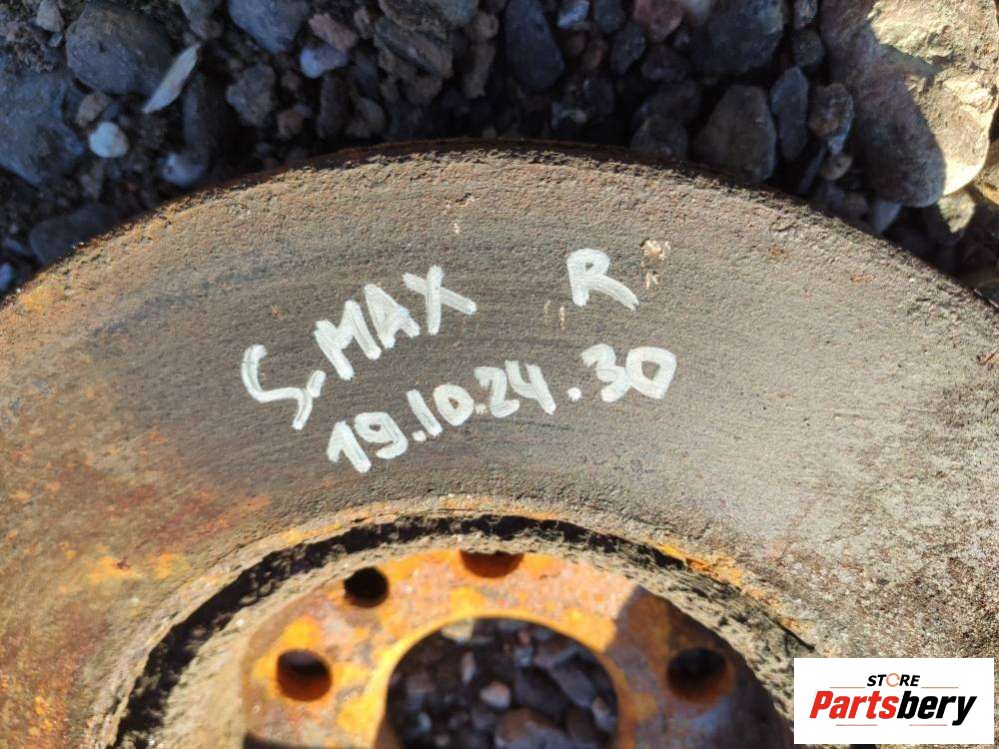 S.MAX R
19.10.24.30
STORE
Partsbery